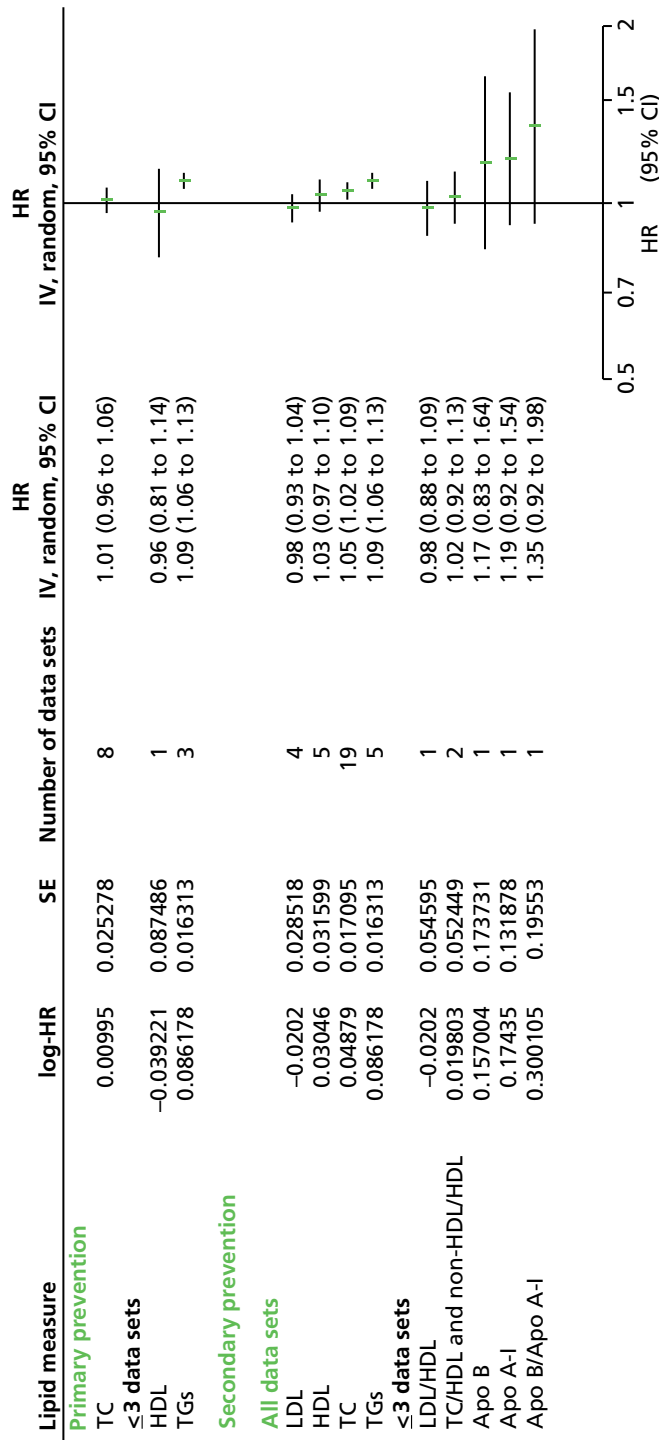 HR HR
Lipid measure log-HR SE Number of data sets IV, random, 95% CI IV, random, 95% CI
Primary prevention
TC 0.00995 0.025278 8 1.01 (0.96 to 1.06)
≤3 data sets
HDL −0.039221 0.087486 1 0.96 (0.81 to 1.14)
TGs 0.086178 0.016313 3 1.09 (1.06 to 1.13)
Secondary prevention
All data sets
LDL −0.0202 0.028518 4 0.98 (0.93 to 1.04)
HDL 0.03046 0.031599 5 1.03 (0.97 to 1.10)
TC 0.04879 0.017095 19 1.05 (1.02 to 1.09)
TGs 0.086178 0.016313 5 1.09 (1.06 to 1.13)
≤3 data sets
LDL/HDL −0.0202 0.054595 1 0.98 (0.88 to 1.09)
TC/HDL and non-HDL/HDL 0.019803 0.052449 2 1.02 (0.92 to 1.13)
Apo B 0.157004 0.173731 1 1.17 (0.83 to 1.64)
Apo A-I 0.17435 0.131878 1 1.19 (0.92 to 1.54)
Apo B/Apo A-I 0.300105 0.19553 1 1.35 (0.92 to 1.98)
0.5 0.7 1 1.5 2
HR (95% CI)